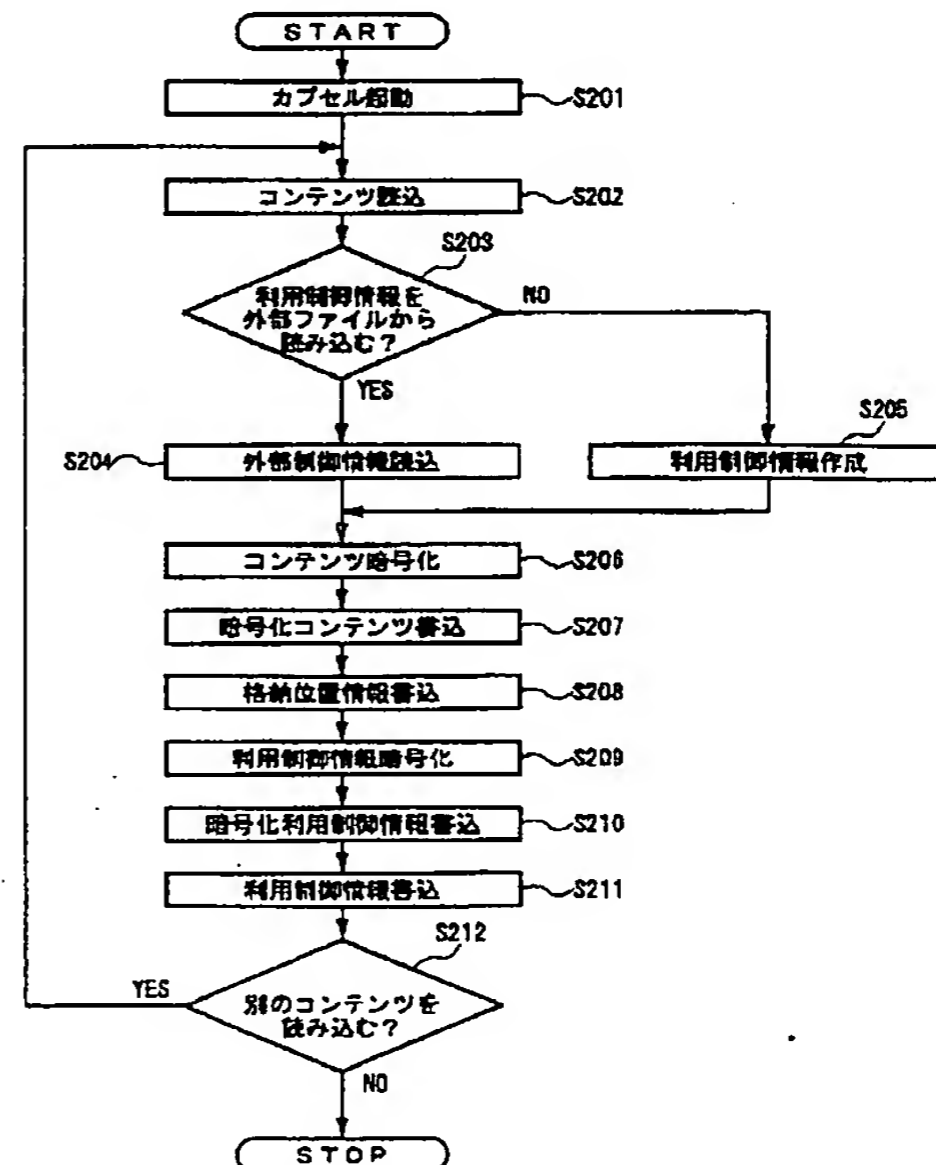 START
カプセル起動
S201
コンテンツ読込
S202
S203
利用制御情報を
外部ファイルから
読み込む？
NO
YES
S204
外部制御情報読込
S205
利用制御情報作成
コンテンツ暗号化
S206
暗号化コンテンツ書込
S207
格納位置情報書込
S208
利用制御情報暗号化
S209
暗号化利用制御情報書込
S210
利用制御情報書込
S211
S212
YES
別のコンテンツを
読み込む？
NO
STOP